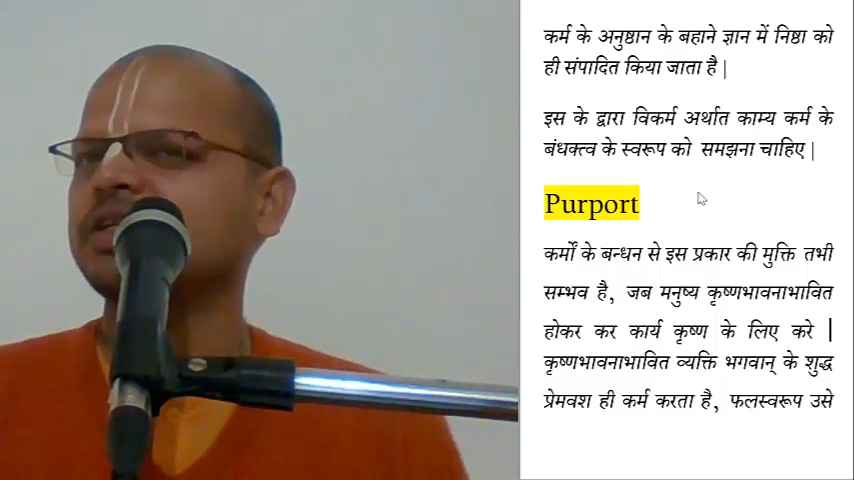 कर्म के अनुष्ठान के बहाने ज्ञान में निष्ठा को
ही संपादित किया जाता है |
इस के द्वारा विकर्म अर्थात काम्य कर्म के
बंधक्त्व के स्वरूप को समझना चाहिए |
Purport
कर्मों के बन्धन से इस प्रकार की मुक्ति तभी
सम्भव है, जब मनुष्य कृष्णभावनाभावित
होकर कर कार्य कृष्ण के लिए करे |
कृष्णभावनाभावित व्यक्ति भगवान् के शुद्ध
प्रेमवश ही कर्म करता है, फलस्वरूप उसे